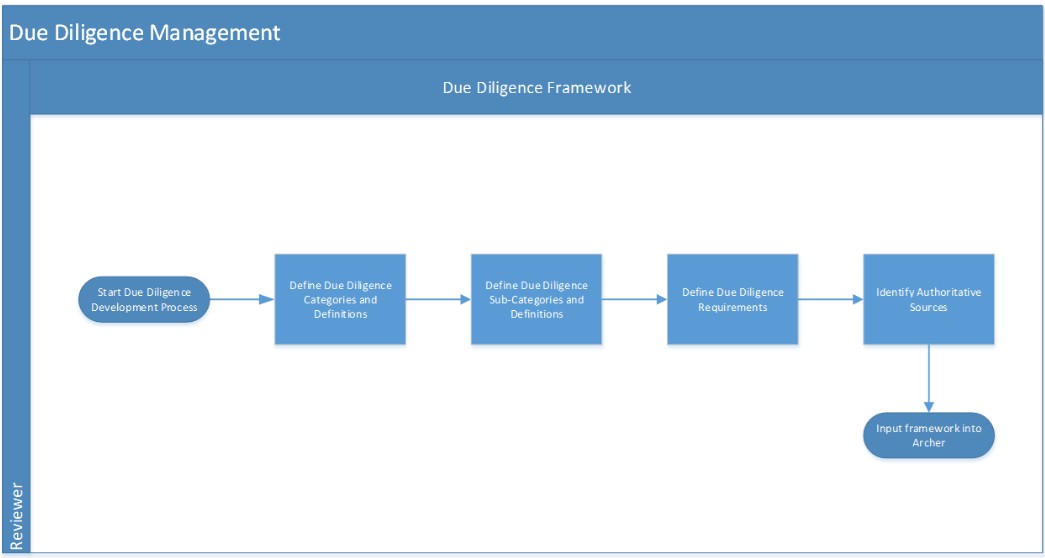 Due Diligence Management
Due Diligence Framework
Start Due Diligence
Development Process
Define Due Diligence
Categories and
Definitions
Define Due Diligence
Sub-Categories and
Definitions
Define Due Diligence
Requirements
Identify Authoritative
Sources
Input framework into
Archer
Reviewer